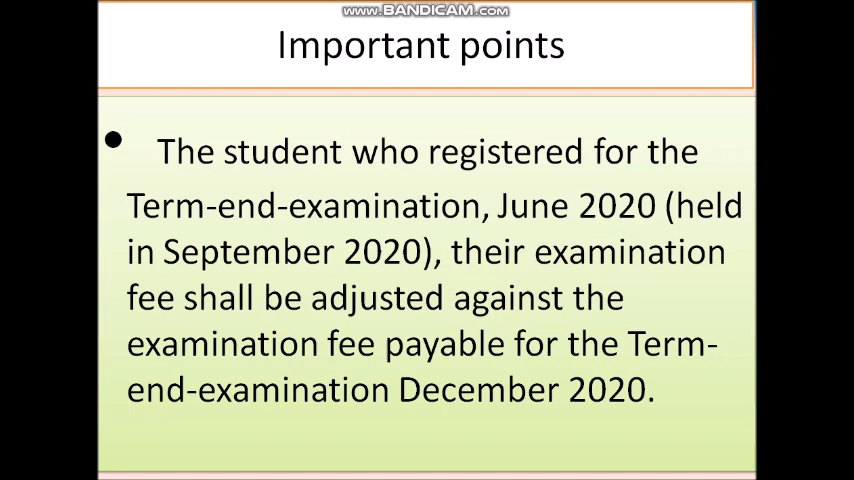 WWW.BANDICAM.COM
Important points
• The student who registered for the
Term-end-examination, June 2020 (held
in September 2020), their examination
fee shall be adjusted against the
examination fee payable for the Term-
end-examination December 2020.